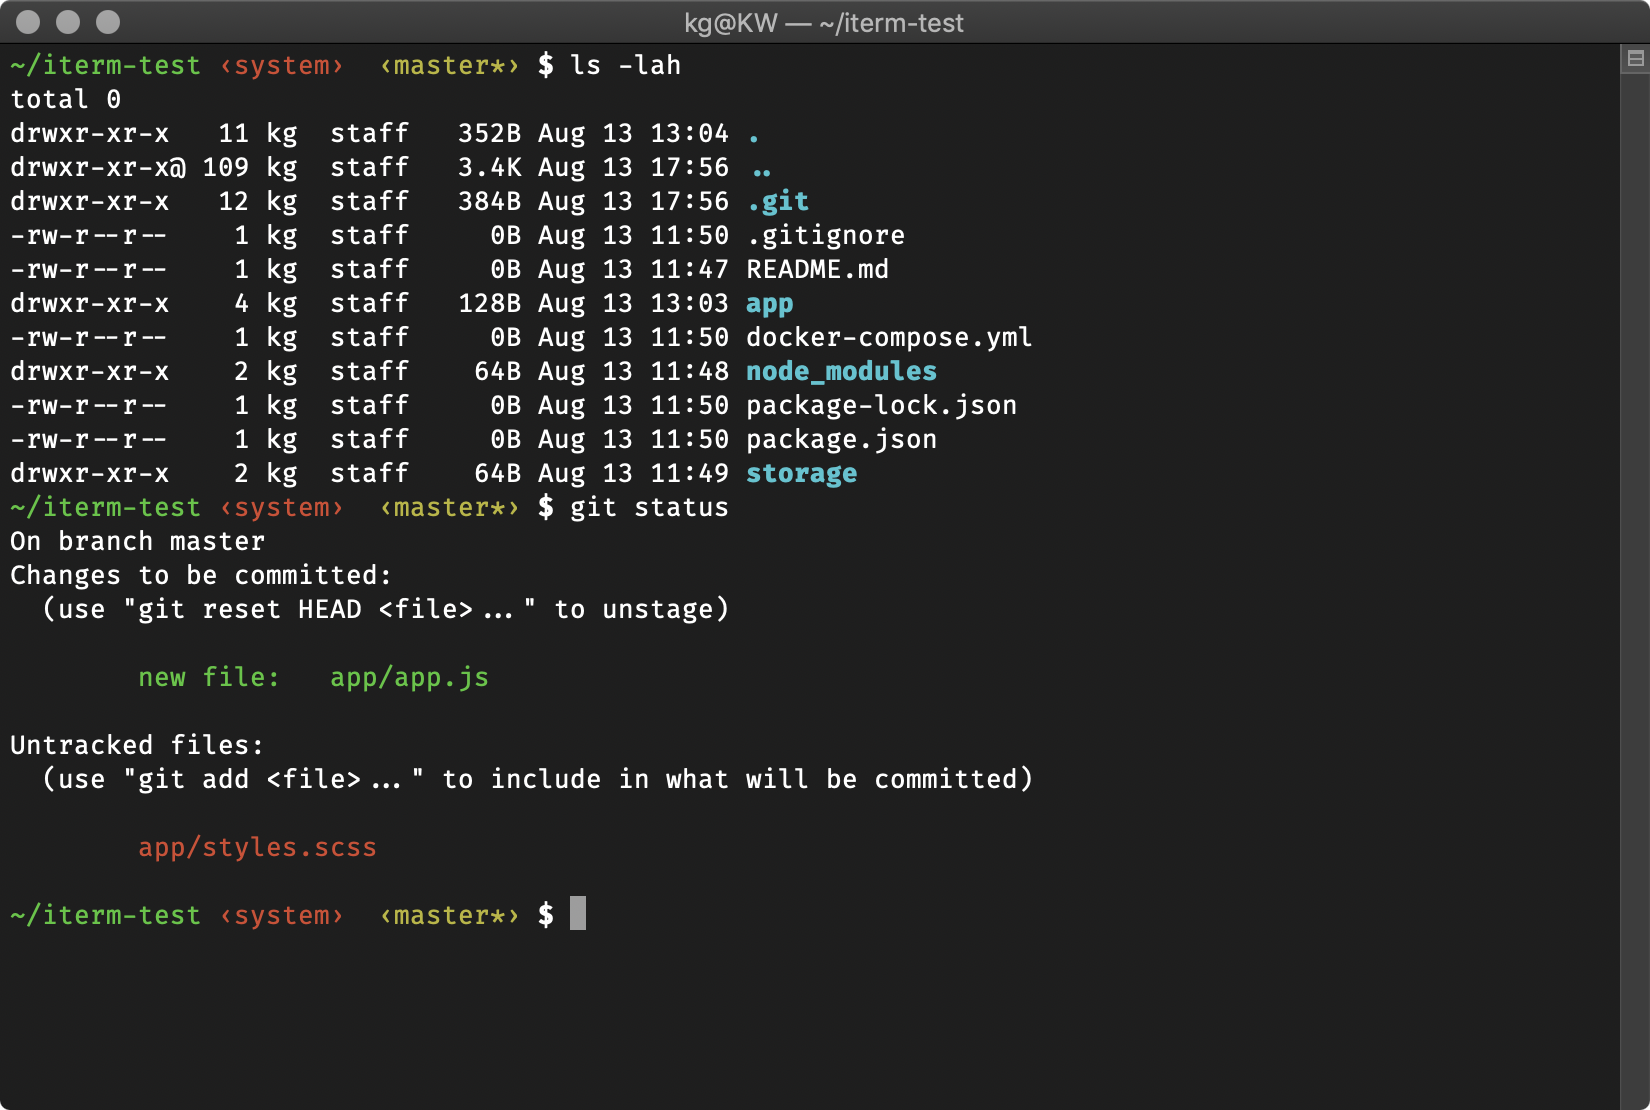 kg@KW — ~/iterm-test
~/iterm-test ‹system›  ‹master*› $ ls -lah
total 0
drwxr-xr-x   11 kg  staff   352B Aug 13 13:04 .
drwxr-xr-x@ 109 kg  staff   3.4K Aug 13 17:56 ..
drwxr-xr-x   12 kg  staff   384B Aug 13 17:56 .git
-rw-r--r--    1 kg  staff     0B Aug 13 11:50 .gitignore
-rw-r--r--    1 kg  staff     0B Aug 13 11:47 README.md
drwxr-xr-x    4 kg  staff   128B Aug 13 13:03 app
-rw-r--r--    1 kg  staff     0B Aug 13 11:50 docker-compose.yml
drwxr-xr-x    2 kg  staff    64B Aug 13 11:48 node_modules
-rw-r--r--    1 kg  staff     0B Aug 13 11:50 package-lock.json
-rw-r--r--    1 kg  staff     0B Aug 13 11:50 package.json
drwxr-xr-x    2 kg  staff    64B Aug 13 11:49 storage
~/iterm-test ‹system›  ‹master*› $ git status
On branch master
Changes to be committed:
  (use "git reset HEAD <file>..." to unstage)
        new file:   app/app.js
Untracked files:
  (use "git add <file>..." to include in what will be committed)
        app/styles.scss
~/iterm-test ‹system›  ‹master*› $